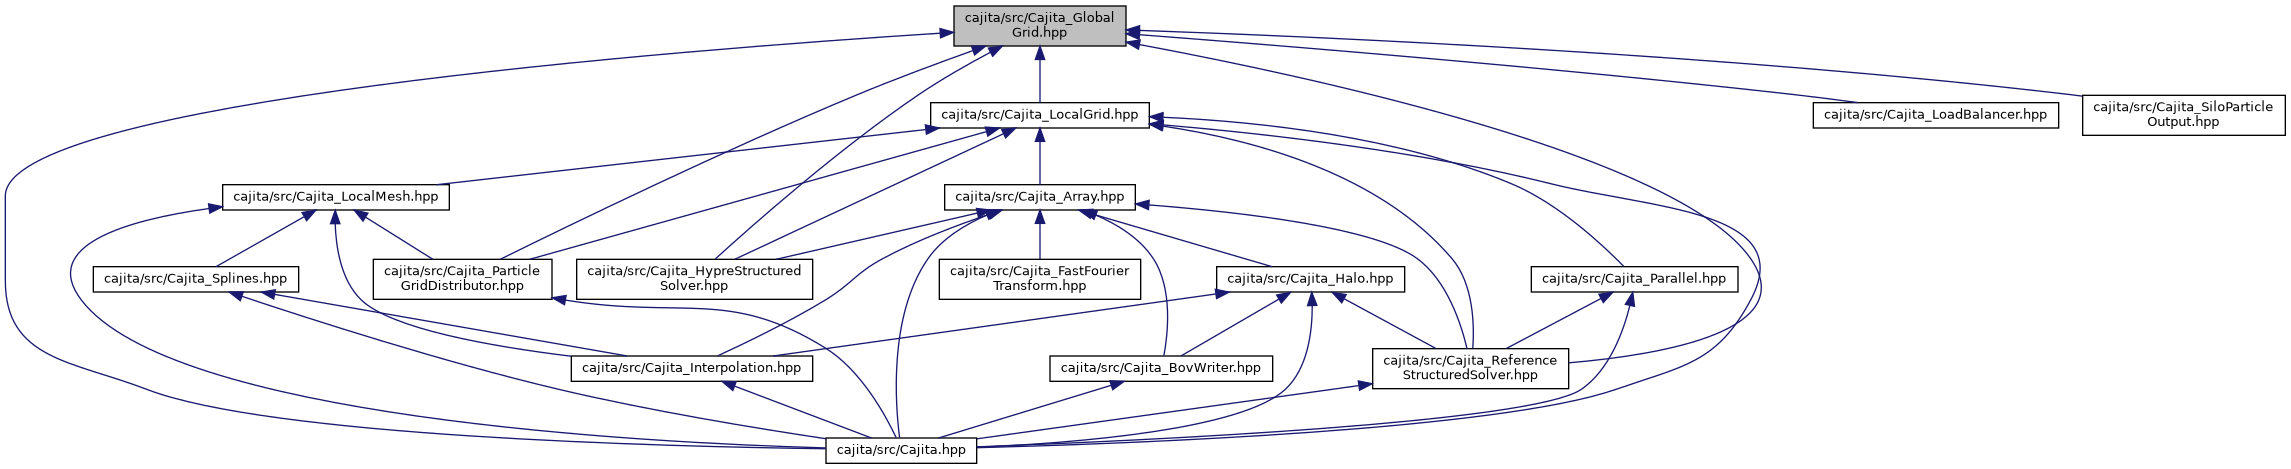 cajita/src/Cajita_Global
Grid.hpp
cajita/src/Cajita_LocalGrid.hpp
cajita/src/Cajita_LoadBalancer.hpp
cajita/src/Cajita_SiloParticle
Output.hpp
cajita/src/Cajita_LocalMesh.hpp
cajita/src/Cajita_Array.hpp
cajita/src/Cajita_Splines.hpp
cajita/src/Cajita_Particle
GridDistributor.hpp
cajita/src/Cajita_HypreStructured
Solver.hpp
cajita/src/Cajita_FastFourier
Transform.hpp
cajita/src/Cajita_Halo.hpp
cajita/src/Cajita_Parallel.hpp
cajita/src/Cajita_Interpolation.hpp
cajita/src/Cajita_BovWriter.hpp
cajita/src/Cajita_Reference
StructuredSolver.hpp
cajita/src/Cajita.hpp